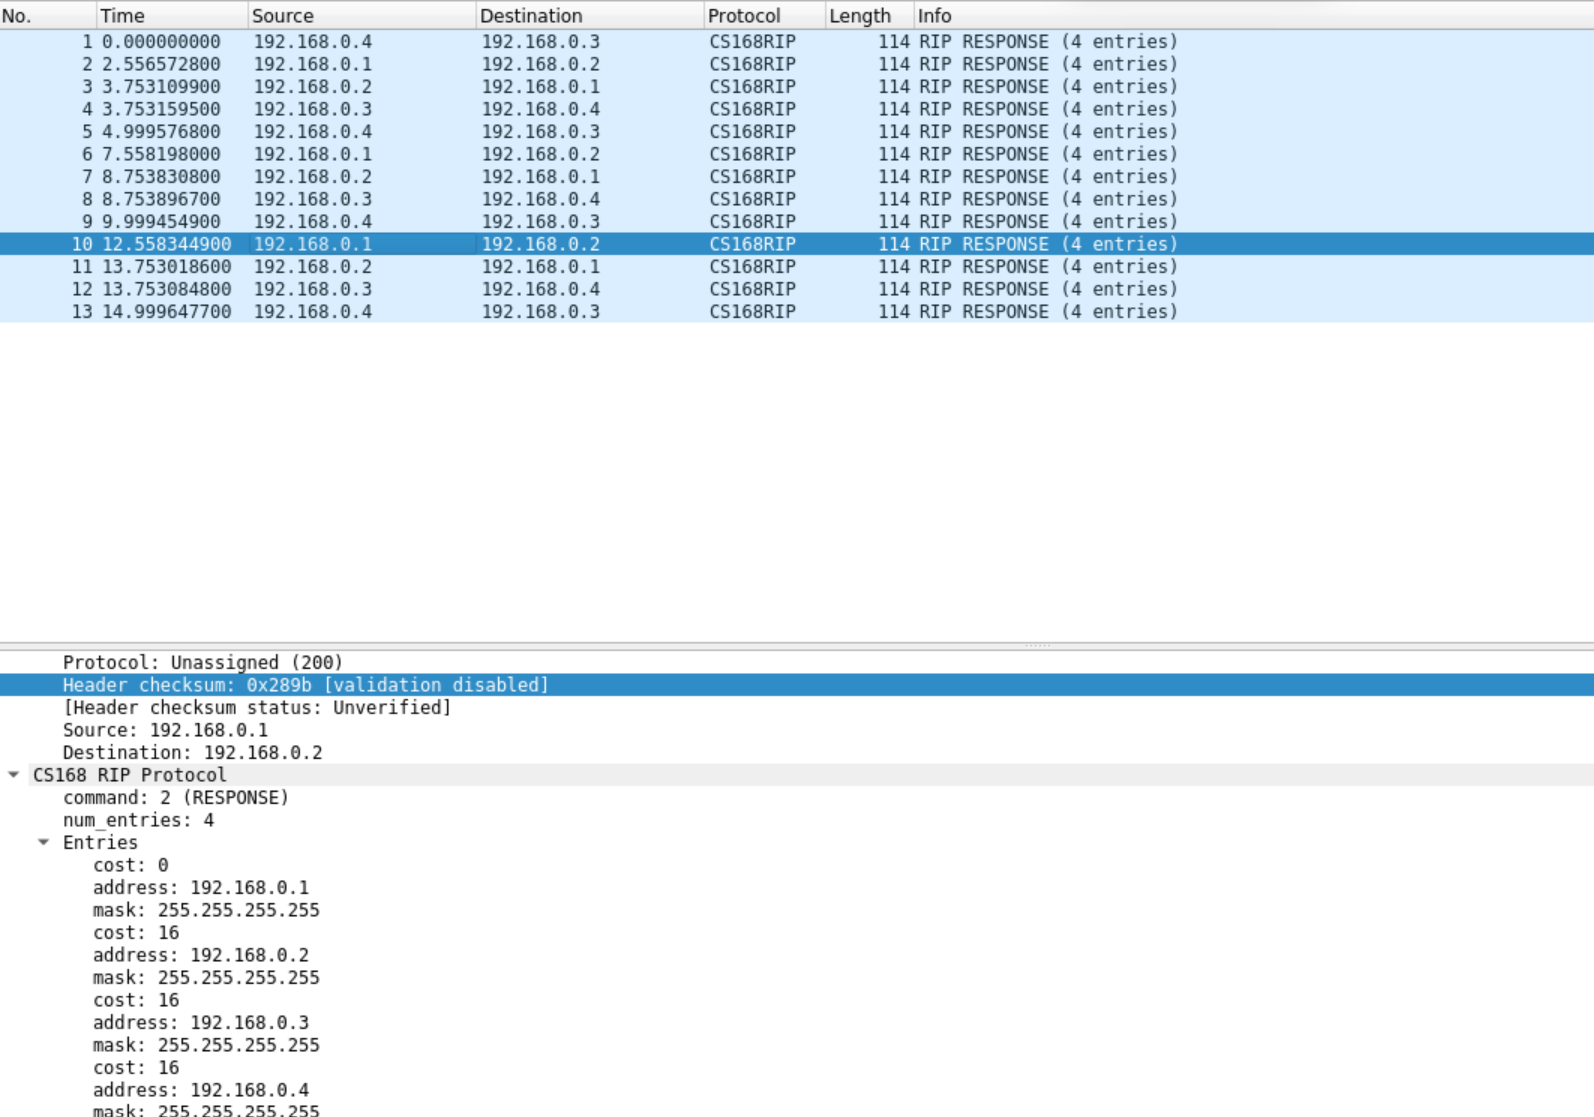 No. Time Source Destination Protocol Length Info
1 0.000000000 192.168.0.4 192.168.0.3 CS168RIP 114 RIP RESPONSE (4 entries)
2 2.556572800 192.168.0.1 192.168.0.2 CS168RIP 114 RIP RESPONSE (4 entries)
3 3.753109900 192.168.0.2 192.168.0.1 CS168RIP 114 RIP RESPONSE (4 entries)
4 3.753159500 192.168.0.3 192.168.0.4 CS168RIP 114 RIP RESPONSE (4 entries)
5 4.999576800 192.168.0.4 192.168.0.3 CS168RIP 114 RIP RESPONSE (4 entries)
6 7.558198000 192.168.0.1 192.168.0.2 CS168RIP 114 RIP RESPONSE (4 entries)
7 8.753830800 192.168.0.2 192.168.0.1 CS168RIP 114 RIP RESPONSE (4 entries)
8 8.753896700 192.168.0.3 192.168.0.4 CS168RIP 114 RIP RESPONSE (4 entries)
9 9.999454900 192.168.0.4 192.168.0.3 CS168RIP 114 RIP RESPONSE (4 entries)
10 12.558344900 192.168.0.1 192.168.0.2 CS168RIP 114 RIP RESPONSE (4 entries)
11 13.753018600 192.168.0.2 192.168.0.1 CS168RIP 114 RIP RESPONSE (4 entries)
12 13.753084800 192.168.0.3 192.168.0.4 CS168RIP 114 RIP RESPONSE (4 entries)
13 14.999647700 192.168.0.4 192.168.0.3 CS168RIP 114 RIP RESPONSE (4 entries)
Protocol: Unassigned (200)
Header checksum: 0x289b [validation disabled]
[Header checksum status: Unverified]
Source: 192.168.0.1
Destination: 192.168.0.2
CS168 RIP Protocol
command: 2 (RESPONSE)
num_entries: 4
Entries
cost: 0
address: 192.168.0.1
mask: 255.255.255.255
cost: 16
address: 192.168.0.2
mask: 255.255.255.255
cost: 16
address: 192.168.0.3
mask: 255.255.255.255
cost: 16
address: 192.168.0.4
mask: 255.255.255.255